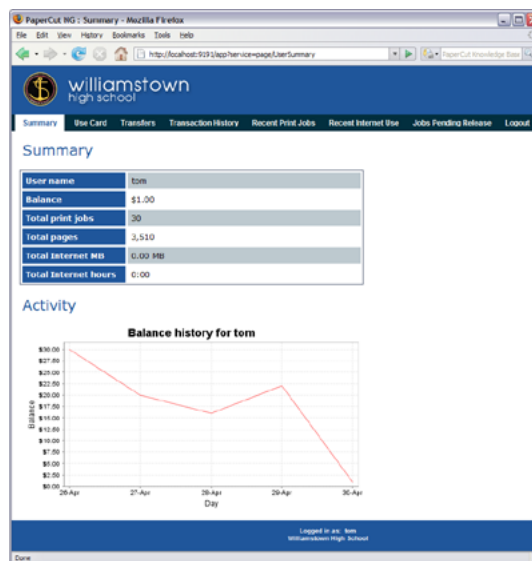 PaperCut NG : Summary - Mozilla Firefox
File Edit View History Bookmarks Tools Help
http://localhost:9191/app?service=page/UserSummary PaperCut Knowledge Base
williamstown
high school
Summary Use Card Transfers Transaction History Recent Print Jobs Recent Internet Use Jobs Pending Release Logout
Summary
User name tom
Balance $1.00
Total print jobs 30
Total pages 3,510
Total Internet MB 0.00 MB
Total Internet hours 0:00
Activity
Balance history for tom
$30.00
$27.50
$25.00
$22.50
$20.00
$17.50
$15.00
$12.50
$10.00
$7.50
$5.00
$2.50
$0.00
Balance
26-Apr 27-Apr 28-Apr 29-Apr 30-Apr
Day
Logged in as: tom
Williamstown High School
Done